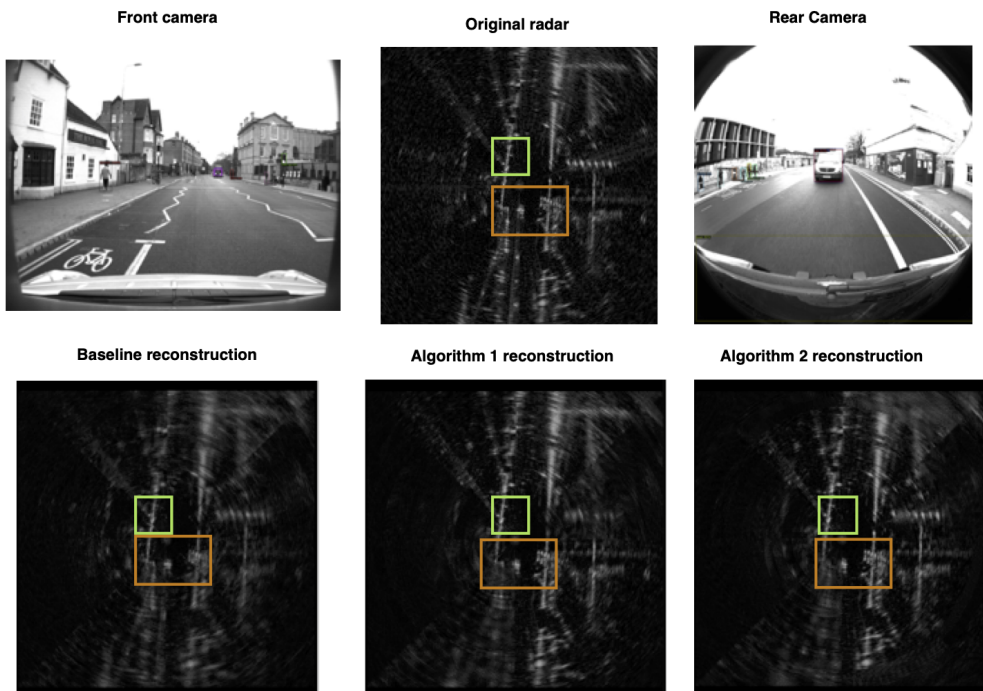 Front camera
Original radar
Rear Camera
Baseline reconstruction
Algorithm 1 reconstruction
Algorithm 2 reconstruction